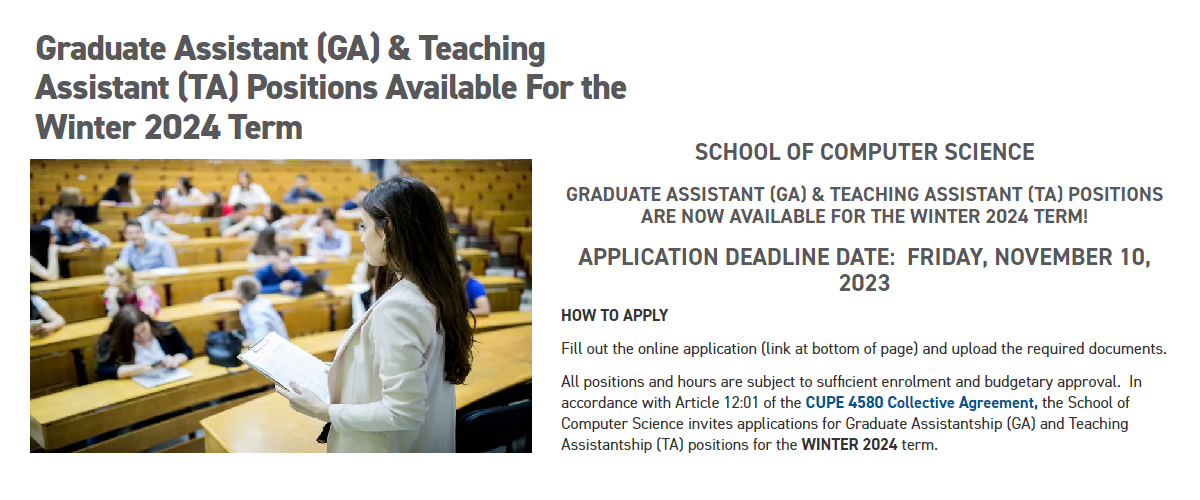 Graduate Assistant (GA) & Teaching
Assistant (TA) Positions Available For the
Winter 2024 Term
SCHOOL OF COMPUTER SCIENCE
GRADUATE ASSISTANT (GA) & TEACHING ASSISTANT (TA) POSITIONS
ARE NOW AVAILABLE FOR THE WINTER 2024 TERM!
APPLICATION DEADLINE DATE:  FRIDAY, NOVEMBER 10,
2023
HOW TO APPLY
Fill out the online application (link at bottom of page) and upload the required documents.
All positions and hours are subject to sufficient enrolment and budgetary approval.  In
accordance with Article 12:01 of the CUPE 4580 Collective Agreement, the School of
Computer Science invites applications for Graduate Assistantship (GA) and Teaching
Assistantship (TA) positions for the WINTER 2024 term.